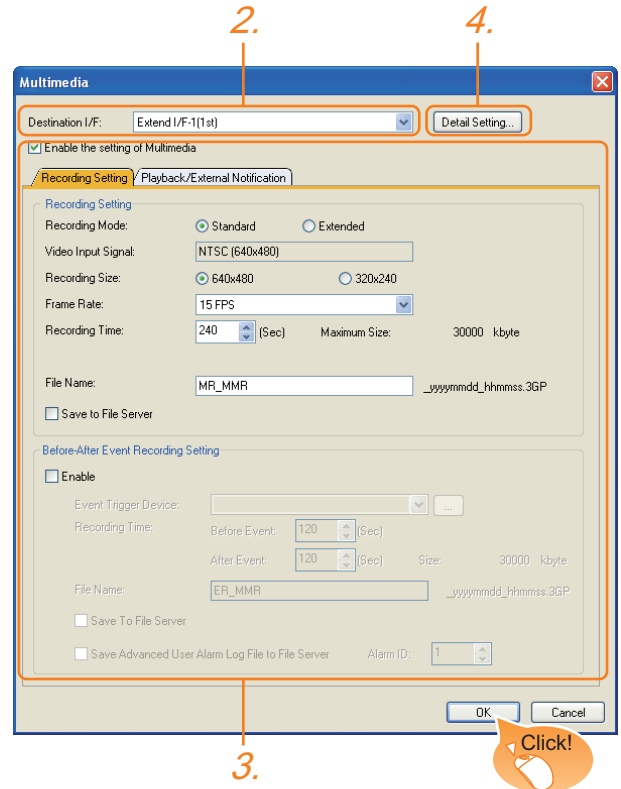 2. 4.
Multimedia
Destination I/F: Extend I/F-1(1st) Detail Setting...
Enable the setting of Multimedia
Recording Setting Playback/External Notification
Recording Setting
Recording Mode: Standard Extended
Video Input Signal: NTSC (640x480)
Recording Size: 640x480 320x240
Frame Rate: 15 FPS
Recording Time: 240 (Sec) Maximum Size: 30000 kbyte
File Name: MR_MMR _yyyymmdd_hhmmss.3GP
Save to File Server
Before-After Event Recording Setting
Enable
Event Trigger Device: ...
Recording Time: Before Event: 120 (Sec)
After Event: 120 (Sec) Size: 30000 kbyte
File Name: ER_MMR _yyyymmdd_hhmmss.3GP
Save To File Server
Save Advanced User Alarm Log File to File Server Alarm ID: 1
OK Cancel
Click!
3.